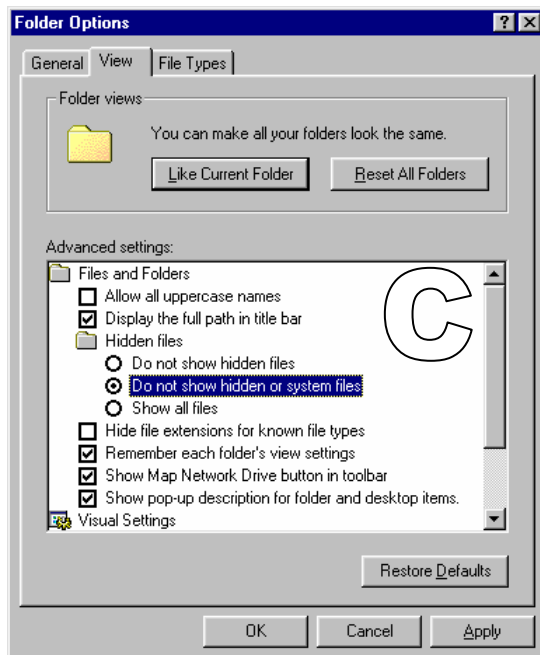 Folder Options
General View File Types
Folder views
You can make all your folders look the same.
Like Current Folder Reset All Folders
Advanced settings:
Files and Folders
C
Allow all uppercase names
Display the full path in title bar
Hidden files
Do not show hidden files
Do not show hidden or system files
Show all files
Hide file extensions for known file types
Remember each folder's view settings
Show Map Network Drive button in toolbar
Show pop-up description for folder and desktop items.
Visual Settings
Restore Defaults
OK Cancel Apply